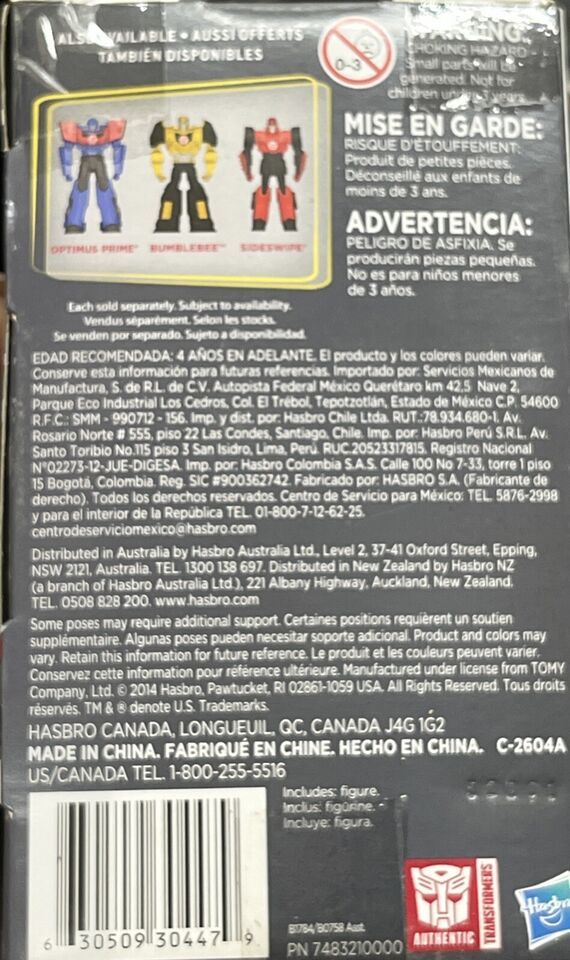 ALSO AVAILABLE • AUSSI OFFERTS
TAMBIÉN DISPONIBLES
0-3
WARNING:
CHOKING HAZARD
Small parts will be
generated. Not for
children under 3 years.
OPTIMUS PRIME® BUMBLEBEE™ SIDESWIPE®
MISE EN GARDE:
RISQUE D'ÉTOUFFEMENT:
Produit de petites pièces.
Déconseillé aux enfants de
moins de 3 ans.
ADVERTENCIA:
PELIGRO DE ASFIXIA. Se
producirán piezas pequeñas.
No es para niños menores
de 3 años.
Each sold separately. Subject to availability.
Vendus séparément. Selon les stocks.
Se venden por separado. Sujeto a disponibilidad.
EDAD RECOMENDADA: 4 AÑOS EN ADELANTE. El producto y los colores pueden variar.
Conserve esta información para futuras referencias. Importado por: Servicios Mexicanos de
Manufactura, S. de R.L. de C.V. Autopista Federal México Querétaro km 42,5 Nave 2,
Parque Eco Industrial Los Cedros, Col. El Trébol, Tepotzotlán, Estado de México C.P. 54600
R.F.C.: SMM - 990712 - 156. Imp. y dist. por: Hasbro Chile Ltda. RUT.:78.934.680-1, Av.
Rosario Norte # 555, piso 22 Las Condes, Santiago, Chile. Imp. por: Hasbro Perú S.R.L. Av.
Santo Toribio No.115 piso 3 San Isidro, Lima, Perú. RUC.20523317815. Registro Nacional
N°02273-12-JUE-DIGESA. Imp. por: Hasbro Colombia S.A.S. Calle 100 No 7-33, torre 1 piso
15 Bogotá, Colombia. Reg. SIC #900362742. Fabricado por: HASBRO S.A. (Fabricante de
derecho). Todos los derechos reservados. Centro de Servicio para México: TEL. 5876-2998
y para el interior de la República TEL. 01-800-7-12-62-25.
centrodeserviciomexico@hasbro.com
Distributed in Australia by Hasbro Australia Ltd., Level 2, 37-41 Oxford Street, Epping,
NSW 2121, Australia. TEL. 1300 138 697. Distributed in New Zealand by Hasbro NZ
(a branch of Hasbro Australia Ltd.), 221 Albany Highway, Auckland, New Zealand.
TEL. 0508 828 200. www.hasbro.com
Some poses may require additional support. Certaines positions requièrent un soutien
supplémentaire. Algunas poses pueden necesitar soporte adicional. Product and colors may
vary. Retain this information for future reference. Le produit et les couleurs peuvent varier.
Conservez cette information pour référence ultérieure. Manufactured under license from TOMY
Company, Ltd. © 2014 Hasbro, Pawtucket, RI 02861-1059 USA. All Rights Reserved. Tous droits
réservés. TM & ® denote U.S. Trademarks.
HASBRO CANADA, LONGUEUIL, QC, CANADA J4G 1G2
MADE IN CHINA. FABRIQUÉ EN CHINE. HECHO EN CHINA. C-2604A
US/CANADA TEL. 1-800-255-5516
Includes: figure.
Inclus: figurine.
Incluye: figura.
6 30509 30447 9
B1784/B0758 Asst.
PN 7483210000
AUTHENTIC
TRANSFORMERS
Hasbro